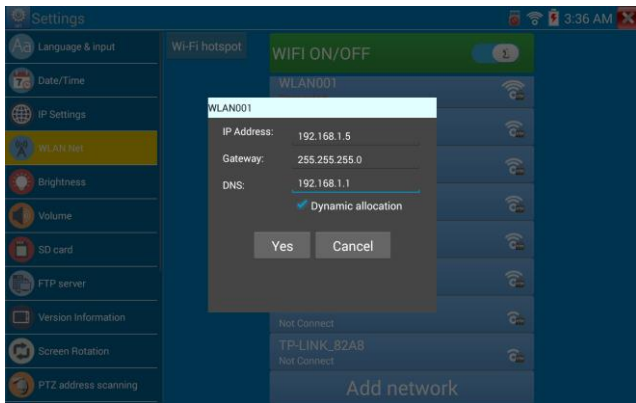 Settings
3:36 AM
Language & input
Date/Time
IP Settings
WLAN Net
Brightness
Volume
SD card
FTP server
Version Information
Screen Rotation
PTZ address scanning
Wi-Fi hotspot
WIFI ON/OFF
WLAN001
WLAN001
IP Address: 192.168.1.5
Gateway: 255.255.255.0
DNS: 192.168.1.1
Dynamic allocation
Yes Cancel
Not Connect
TP-LINK_82A8
Not Connect
Add network